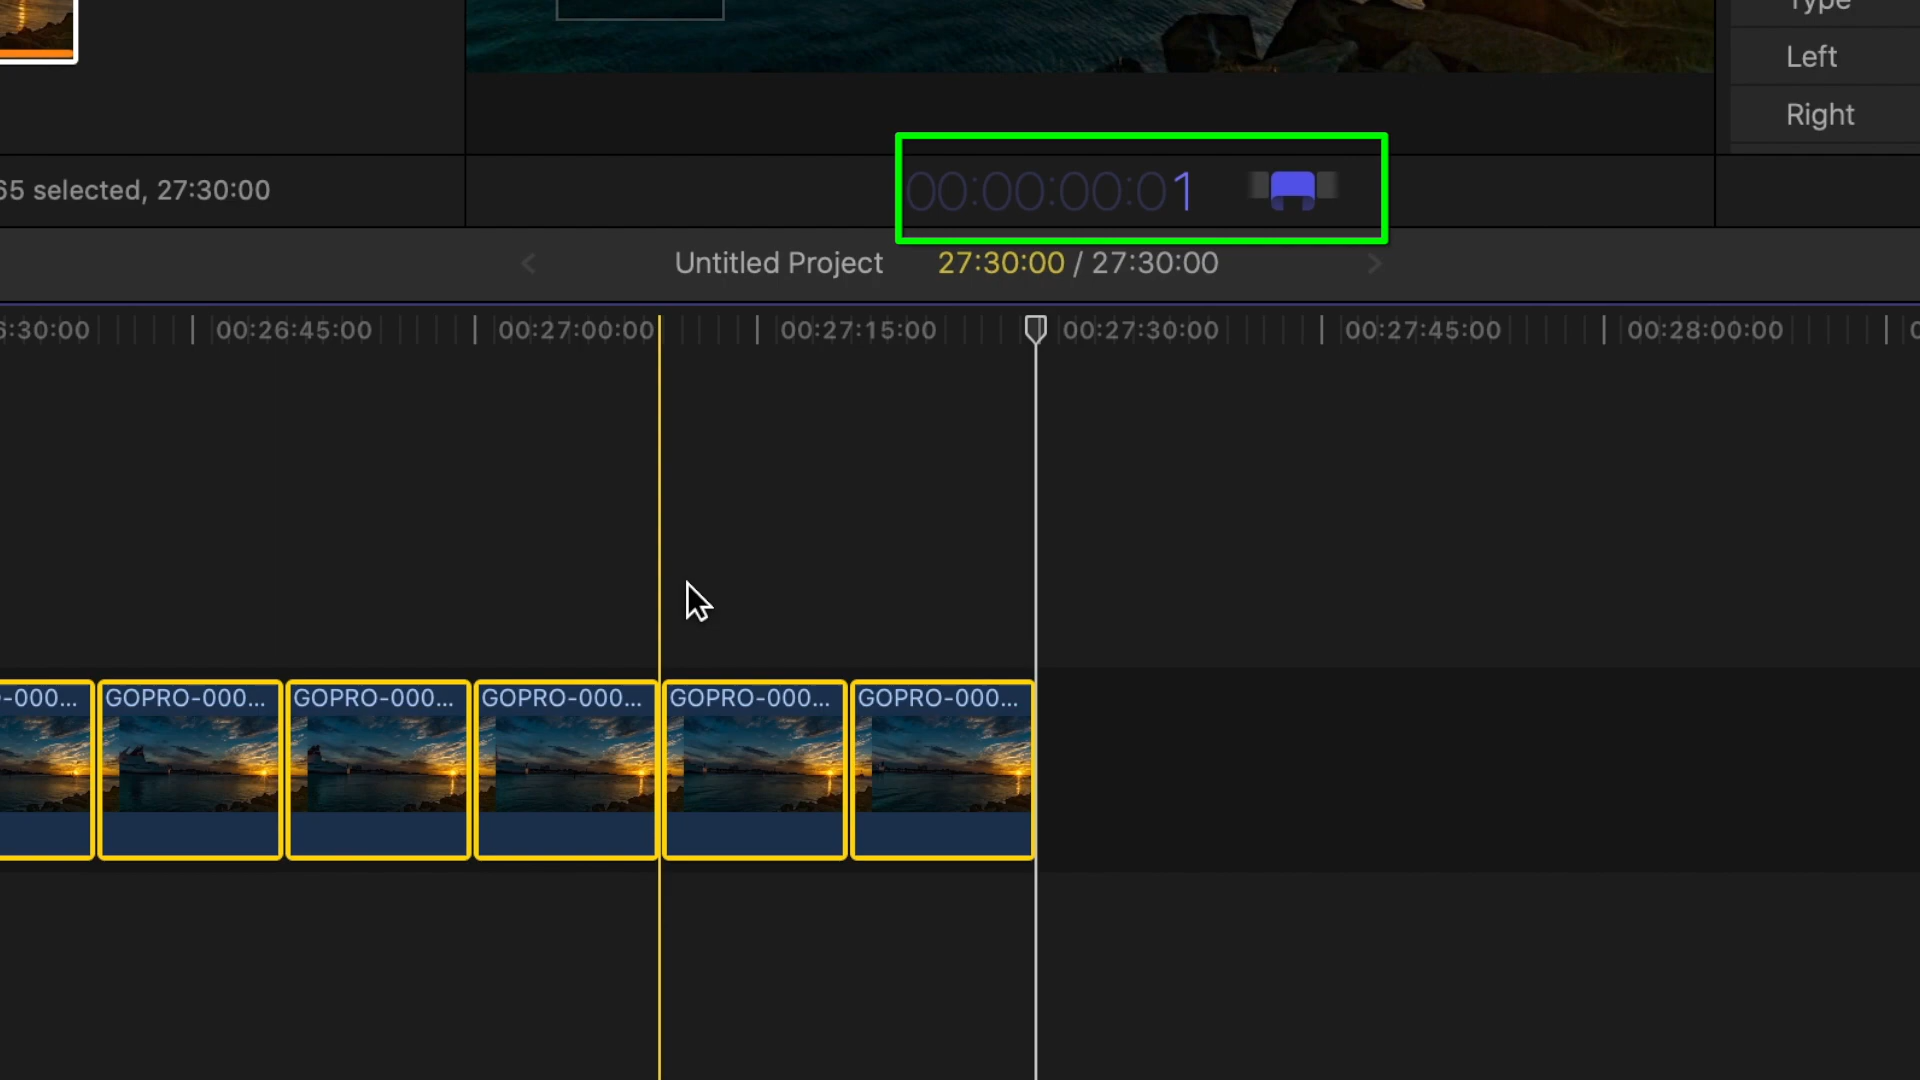 Type
Left
Right
65 selected, 27:30:00
00:00:00:01
Untitled Project
27:30:00 / 27:30:00
6:30:00
00:26:45:00
00:27:00:00
00:27:15:00
00:27:30:00
00:27:45:00
00:28:00:00
-000...
GOPRO-000...
GOPRO-000...
GOPRO-000...
GOPRO-000...
GOPRO-000...